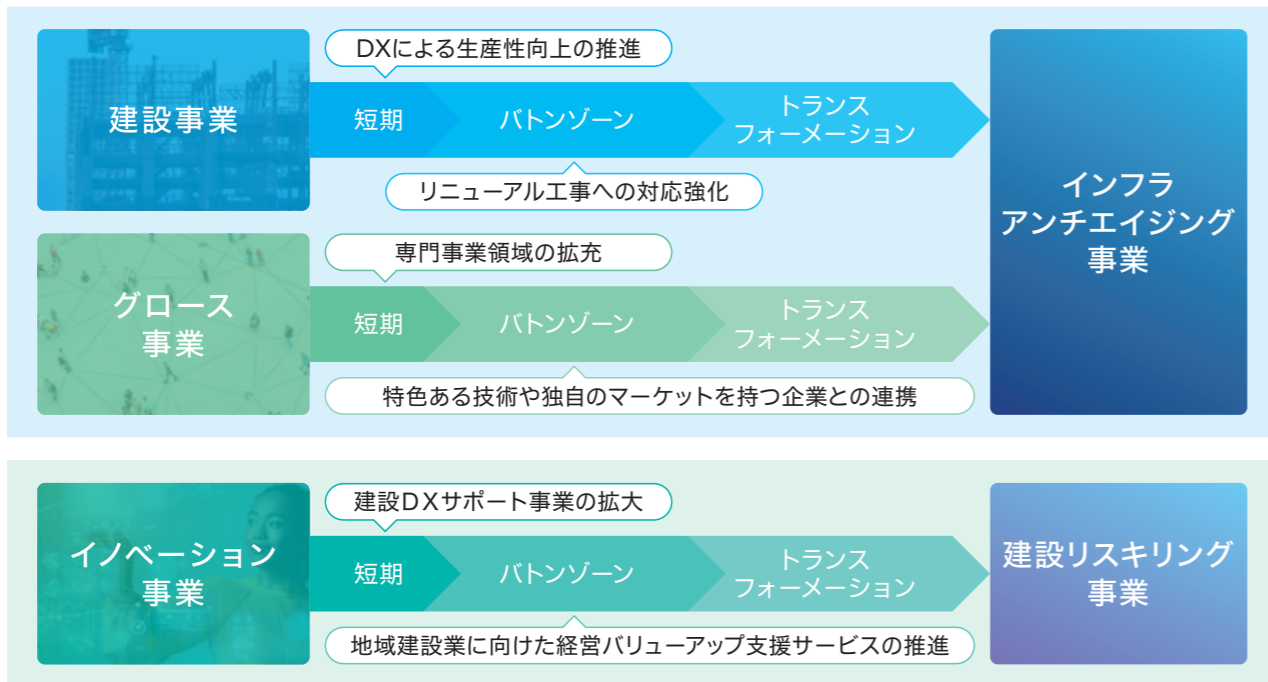 DXによる生産性向上の推進
建設事業
短期
バトンゾーン
トランス
フォーメーション
リニューアル工事への対応強化
専門事業領域の拡充
グロース
事業
短期
バトンゾーン
トランス
フォーメーション
特色ある技術や独自のマーケットを持つ企業との連携
インフラ
アンチエイジング
事業
建設DXサポート事業の拡大
イノベーション
事業
短期
バトンゾーン
トランス
フォーメーション
地域建設業に向けた経営バリューアップ支援サービスの推進
建設リスキリング
事業